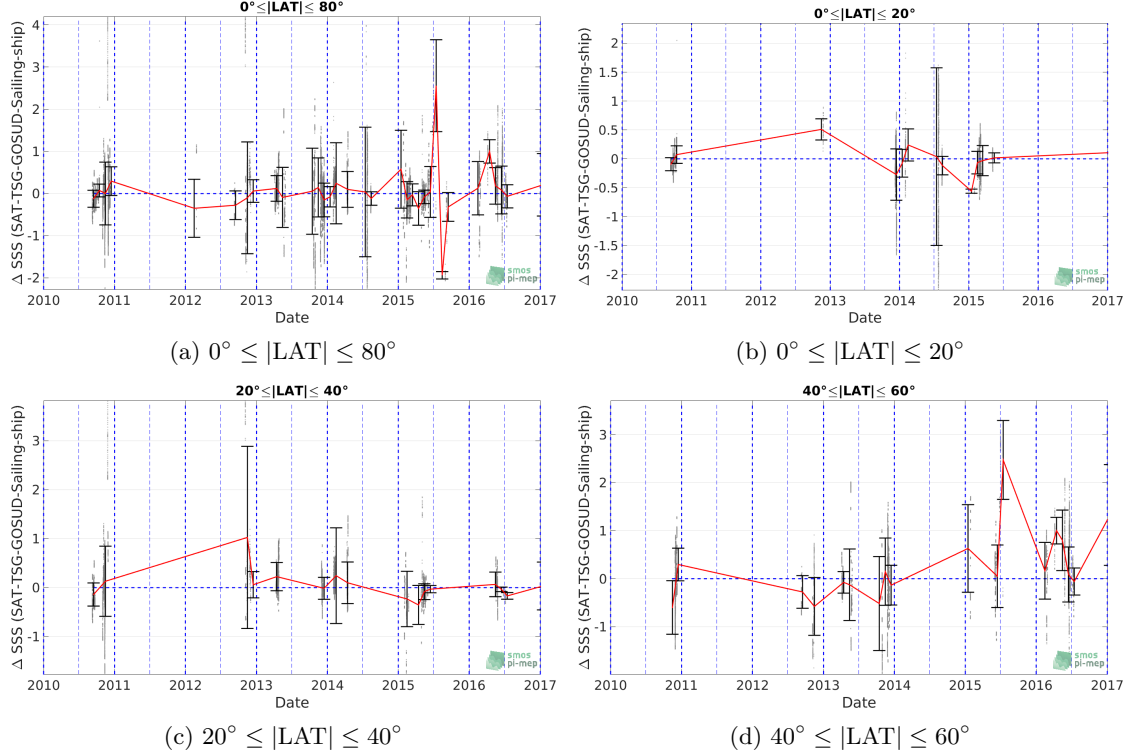 0°≤|LAT|≤ 80°
Δ SSS (SAT-TSG-GOSUD-Sailing-ship)
4
3
2
1
0
-1
-2
2010 2011 2012 2013 2014 2015 2016 2017
Date
smos
pi-mep
(a) 0° ≤ |LAT| ≤ 80°
0°≤|LAT|≤ 20°
Δ SSS (SAT-TSG-GOSUD-Sailing-ship)
2
1.5
1
0.5
0
-0.5
-1
-1.5
-2
2010 2011 2012 2013 2014 2015 2016 2017
Date
smos
pi-mep
(b) 0° ≤ |LAT| ≤ 20°
20°≤|LAT|≤ 40°
Δ SSS (SAT-TSG-GOSUD-Sailing-ship)
3
2
1
0
-1
2010 2011 2012 2013 2014 2015 2016 2017
Date
smos
pi-mep
(c) 20° ≤ |LAT| ≤ 40°
40°≤|LAT|≤ 60°
Δ SSS (SAT-TSG-GOSUD-Sailing-ship)
3
2
1
0
-1
2010 2011 2012 2013 2014 2015 2016 2017
Date
smos
pi-mep
(d) 40° ≤ |LAT| ≤ 60°